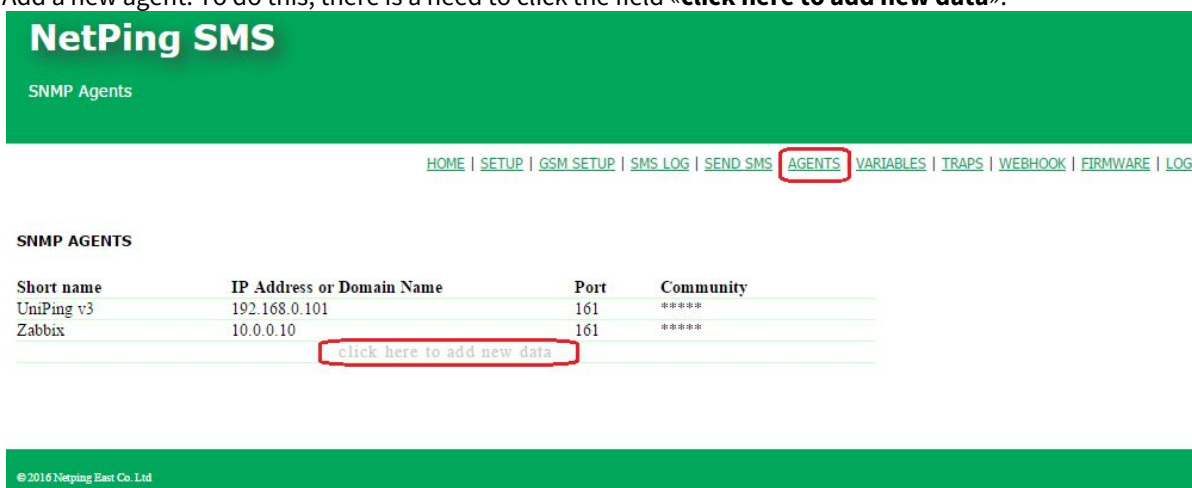 Add a new agent. To do this, there is a need to click the field «click here to add new data»:
NetPing SMS
SNMP Agents
HOME | SETUP | GSM SETUP | SMS LOG | SEND SMS | AGENTS | VARIABLES | TRAPS | WEBHOOK | FIRMWARE | LOG
SNMP AGENTS
Short name IP Address or Domain Name Port Community
UniPing v3 192.168.0.101 161 *****
Zabbix 10.0.0.10 161 *****
click here to add new data
© 2016 Netping East Co. Ltd